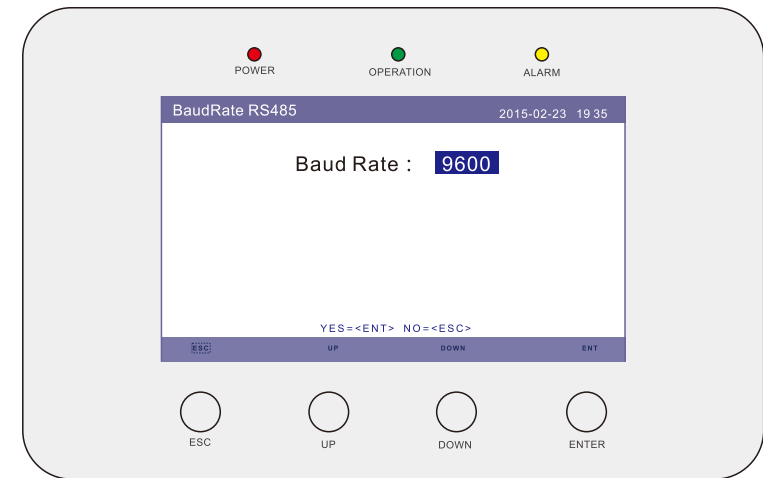 POWER OPERATION ALARM
BaudRate RS485 2015-02-23 19 35
Baud Rate : 9600
YES=<ENT> NO=<ESC>
ESC UP DOWN ENT
ESC UP DOWN ENTER